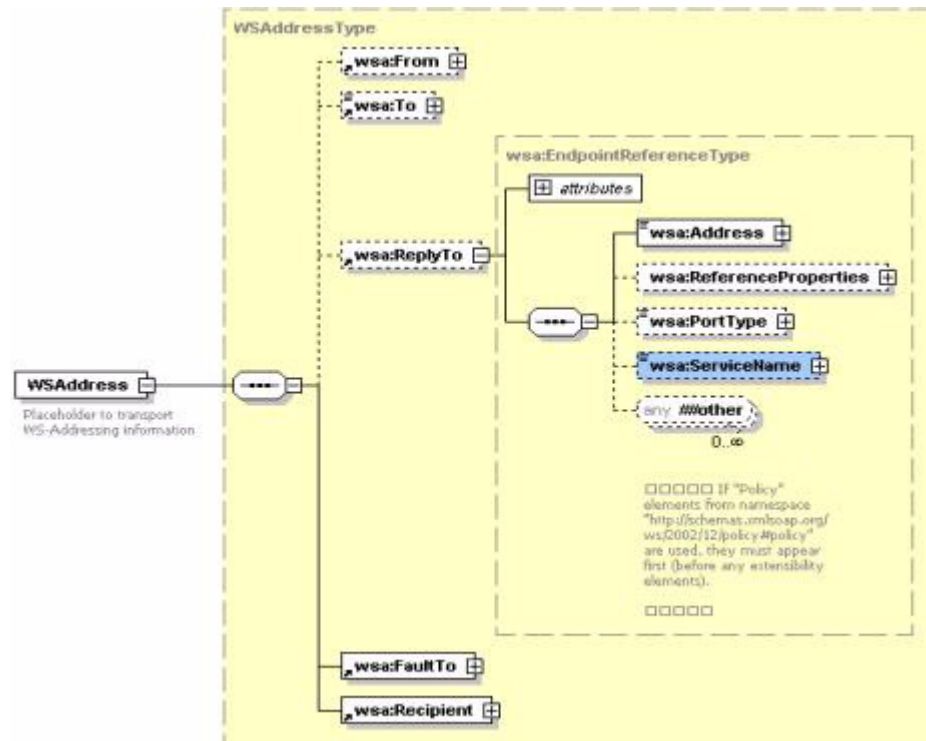 WSAddressType
wsa:From
wsa:To
wsa:EndpointReferenceType
attributes
wsa:Address
wsa:ReplyTo
wsa:ReferenceProperties
wsa:PortType
WSAddress
wsa:ServiceName
Placeholder to transport
WS-Addressing information
any ##other
0..∞
□□□□□ If "Policy"
elements from namespace
"http://schemas.xmlsoap.org/
ws/2002/12/policy#policy"
are used, they must appear
first (before any extensibility
elements).
□□□□□
wsa:FaultTo
wsa:Recipient